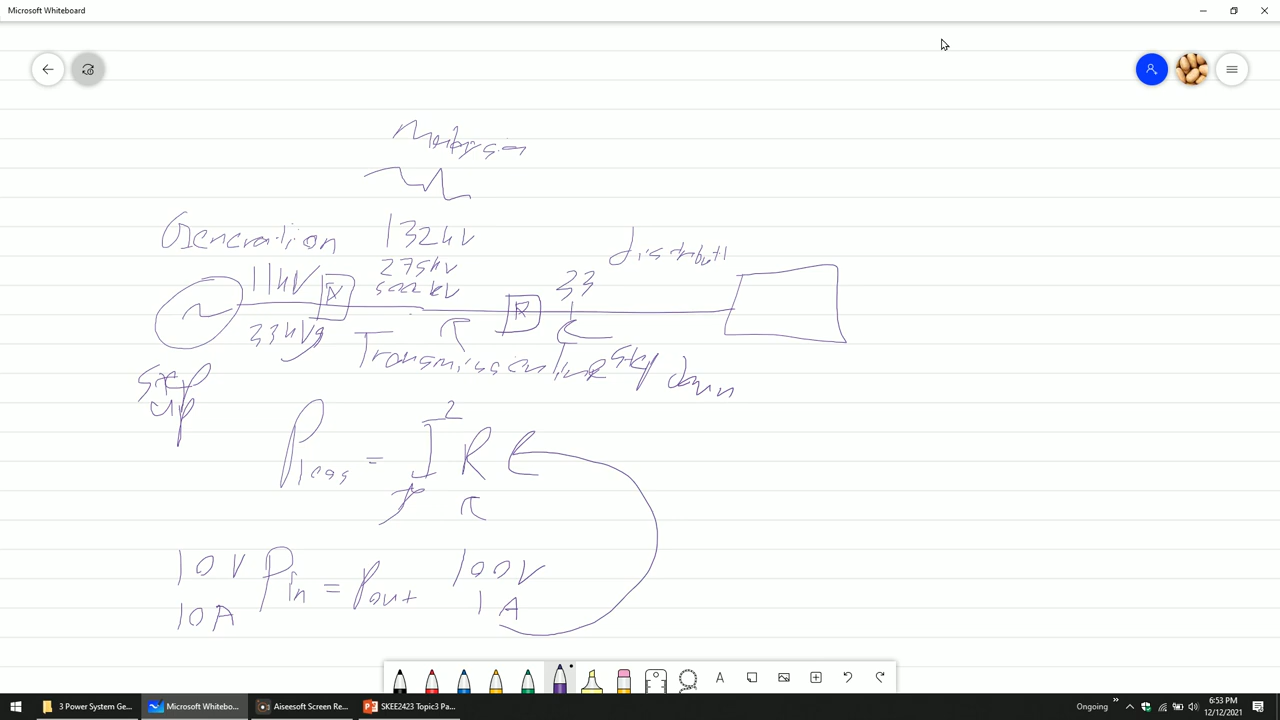 Microsoft Whiteboard
Malaysia
Generation
132kV
275kV
500kV
11kV
33kV
33
distributi
Transmission line
step down
step
up
Ploss = I² R
10V Pin = Pout 100V
10A 1A
A
3 Power System Ge...
Microsoft Whitebo...
Aiseesoft Screen Re...
SKEE2423 Topic3 Pa...
Ongoing
6:53 PM
12/12/2021